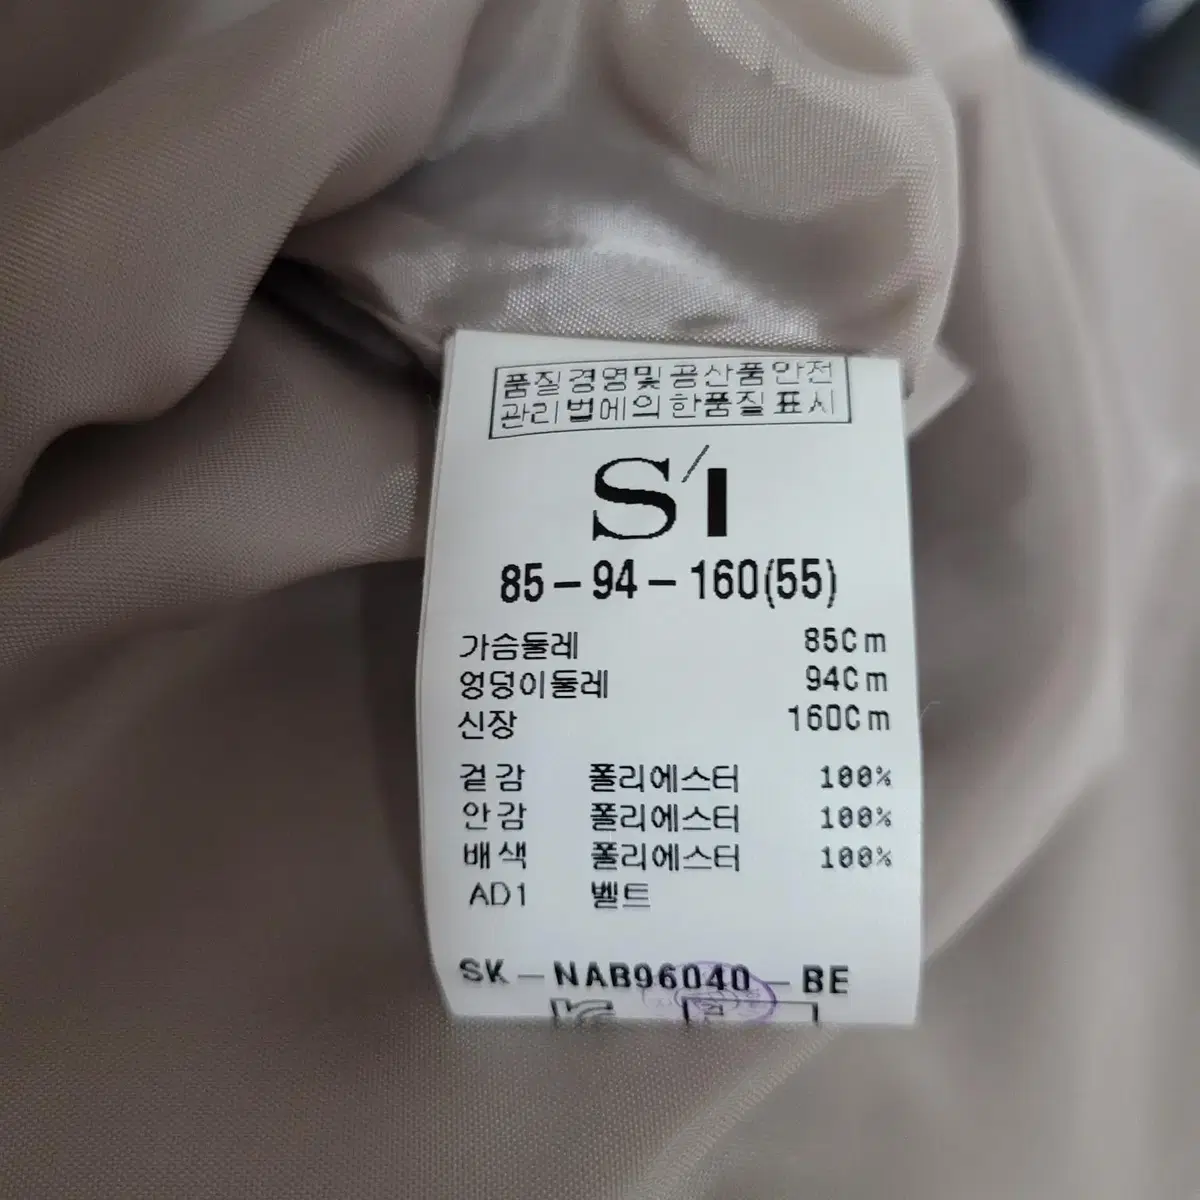 품질경영및 공산품안전
관리법에의한품질표시
S/I
85-94-160(55)
가슴둘레 85Cm
엉덩이둘레 94Cm
신장 160Cm
겉감 폴리에스터 100%
안감 폴리에스터 100%
배색 폴리에스터 100%
AD1 벨트
SK-NAB96040-BE